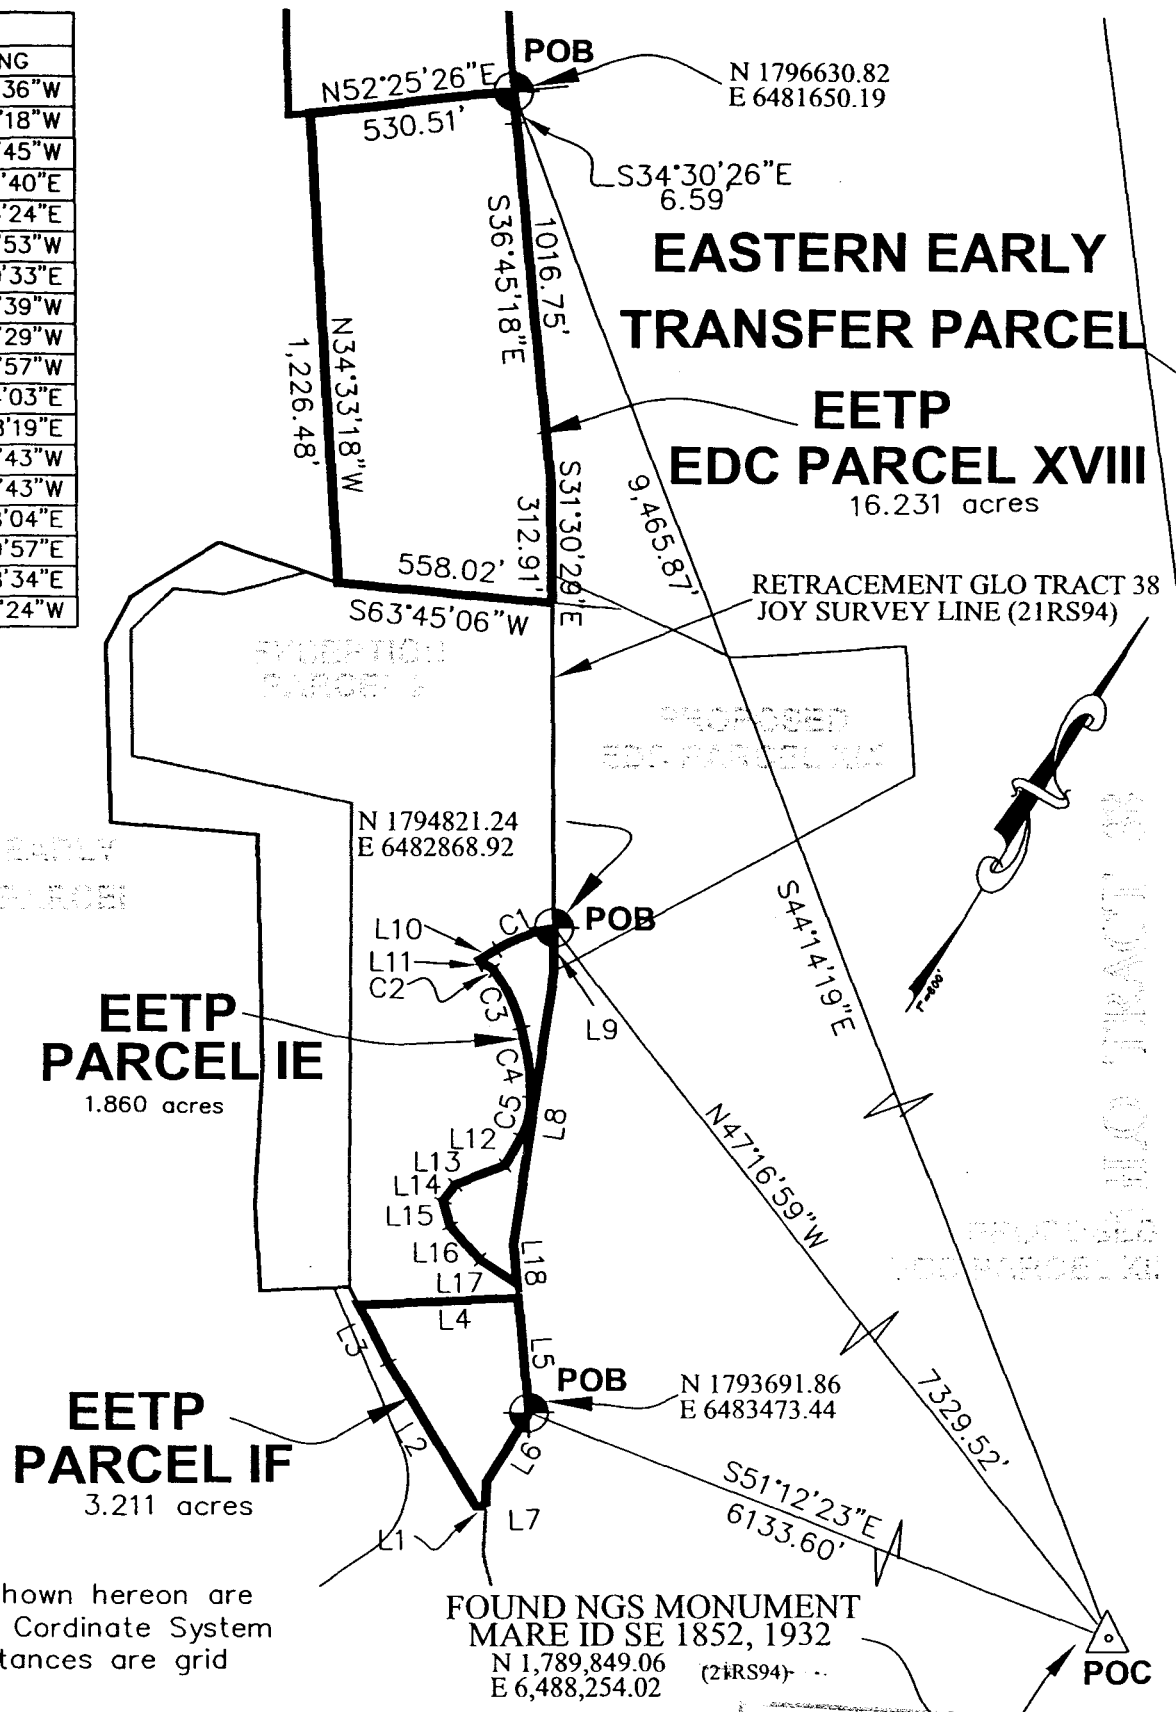 NG
36"W
'18"W
'45"W
'40"E
'24"E
'53"W
'33"E
'39"W
'29"W
'57"W
'03"E
'19"E
'43"W
'43"W
'04"E
'57"E
'34"E
'24"W
POB
N52°25'26"E
530.51'
N 1796630.82
E 6481650.19
S34°30'26"E
6.59'
1016.75'
S36°45'18"E
EASTERN EARLY
TRANSFER PARCEL
N34°33'18"W
1,226.48'
EETP
EDC PARCEL XVIII
16.231 acres
S31°30'29"E
312.91'
9,465.87'
558.02'
S63°45'06"W
RETRACEMENT GLO TRACT 38
JOY SURVEY LINE (21RS94)
N 1794821.24
E 6482868.92
POB
C1
L10
L11
C2
C3
L9
S44°14'19"E
EETP
PARCEL IE
1.860 acres
C4
C5
L8
L12
L13
L14
L15
L16
L17
L18
N47°16'59"W
7329.52'
L4
L3
L5
POB
N 1793691.86
E 6483473.44
EETP
PARCEL IF
3.211 acres
L2
L6
L7
L1
S51°12'23"E
6133.60'
hown hereon are
Cordinate System
tances are grid
FOUND NGS MONUMENT
MARE ID SE 1852, 1932
N 1,789,849.06
E 6,488,254.02
(21RS94)
POC